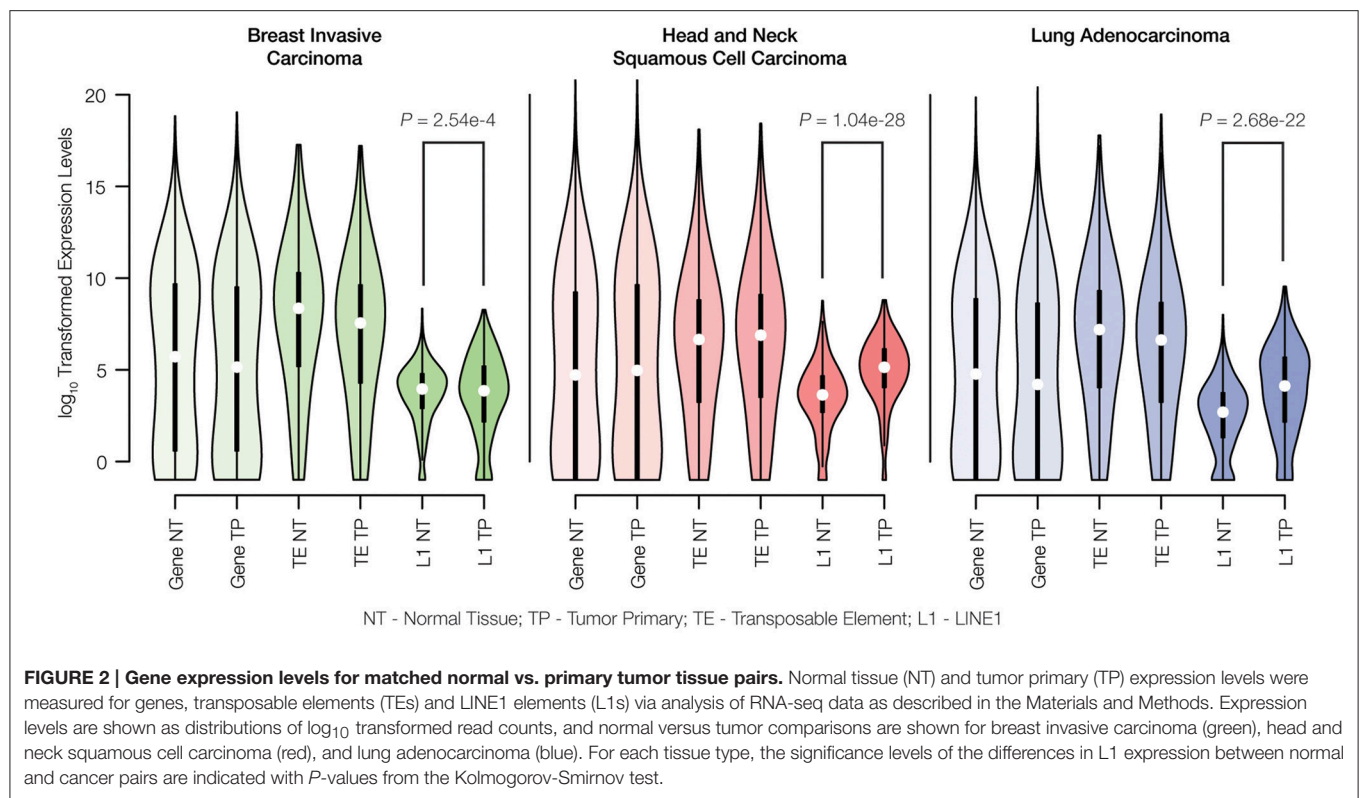 Breast Invasive
Carcinoma
Head and Neck
Squamous Cell Carcinoma
Lung Adenocarcinoma
log10 Transformed Expression Levels
20
15
10
5
0
P = 2.54e-4
P = 1.04e-28
P = 2.68e-22
Gene NT
Gene TP
TE NT
TE TP
L1 NT
L1 TP
Gene NT
Gene TP
TE NT
TE TP
L1 NT
L1 TP
Gene NT
Gene TP
TE NT
TE TP
L1 NT
L1 TP
NT - Normal Tissue; TP - Tumor Primary; TE - Transposable Element; L1 - LINE1
FIGURE 2 | Gene expression levels for matched normal vs. primary tumor tissue pairs. Normal tissue (NT) and tumor primary (TP) expression levels were
measured for genes, transposable elements (TEs) and LINE1 elements (L1s) via analysis of RNA-seq data as described in the Materials and Methods. Expression
levels are shown as distributions of log10 transformed read counts, and normal versus tumor comparisons are shown for breast invasive carcinoma (green), head and
neck squamous cell carcinoma (red), and lung adenocarcinoma (blue). For each tissue type, the significance levels of the differences in L1 expression between normal
and cancer pairs are indicated with P-values from the Kolmogorov-Smirnov test.